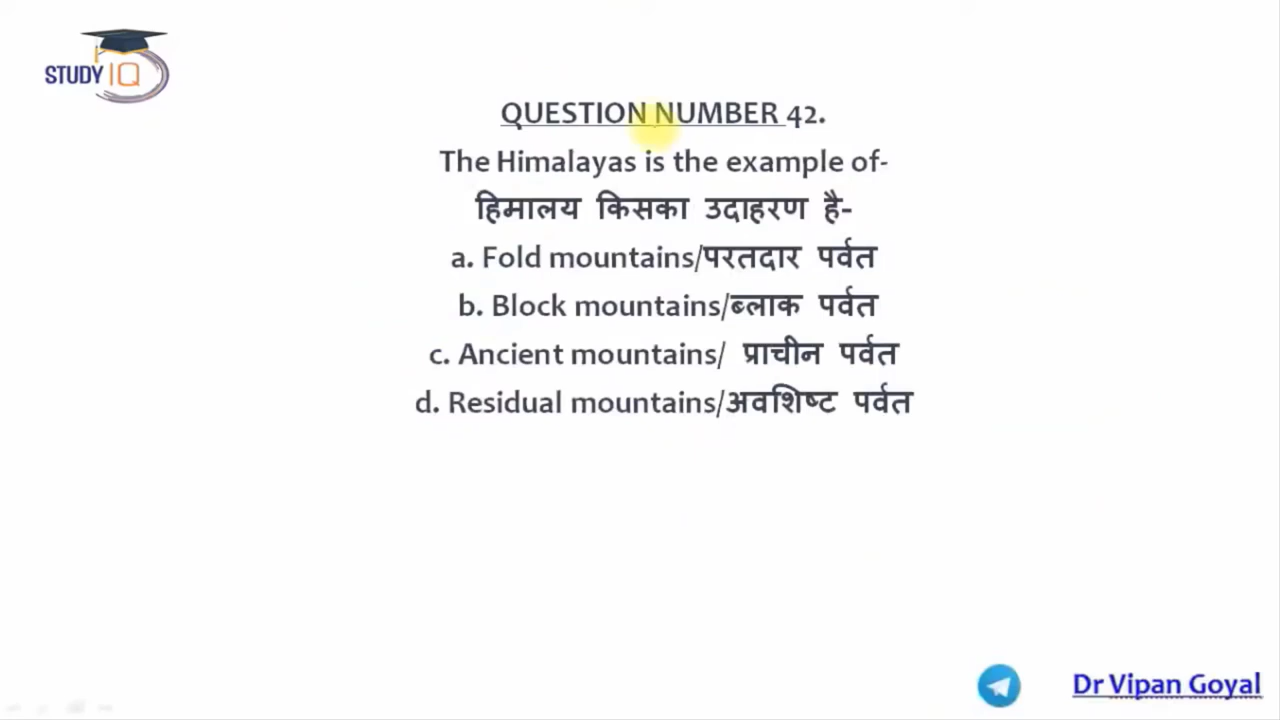 STUDY IQ
QUESTION NUMBER 42.
The Himalayas is the example of-
हिमालय किसका उदाहरण है-
a. Fold mountains/परतदार पर्वत
b. Block mountains/ब्लाक पर्वत
c. Ancient mountains/ प्राचीन पर्वत
d. Residual mountains/अवशिष्ट पर्वत
Dr Vipan Goyal